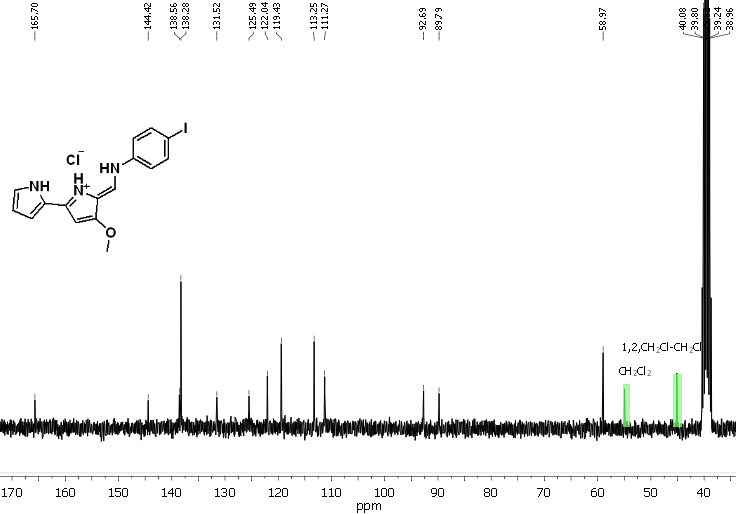 165.70
144.42
138.56
138.28
131.52
125.49
122.04
119.43
113.25
111.27
92.69
89.79
58.97
40.08
39.80
39.24
38.96
I
HN
Cl⁻
H
N⁺
NH
O
1,2,CH₂Cl-CH₂Cl
CH₂Cl₂
170 160 150 140 130 120 110 100 90 80 70 60 50 40
ppm